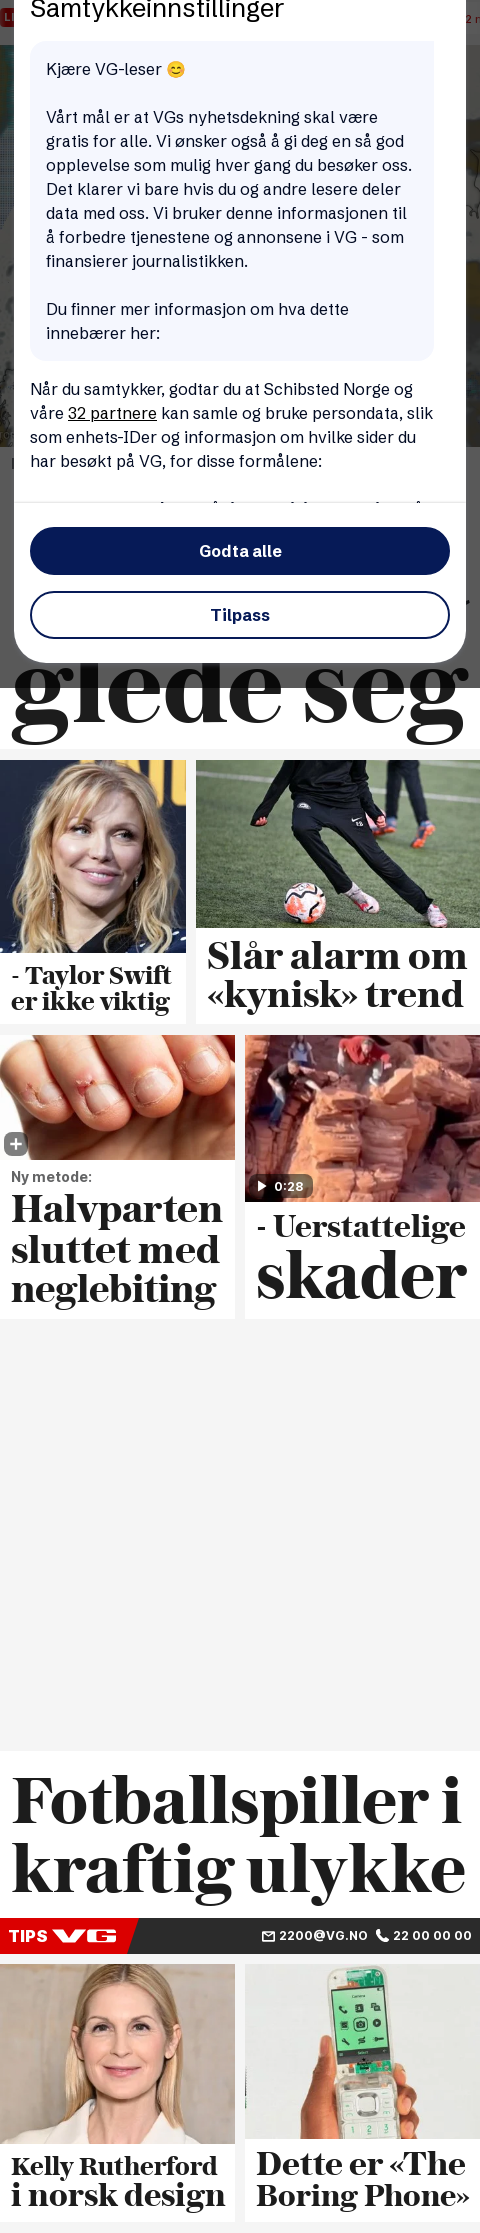 Samtykkeinnstillinger
Kjære VG-leser 😊
Vårt mål er at VGs nyhetsdekning skal være
gratis for alle. Vi ønsker også å gi deg en så god
opplevelse som mulig hver gang du besøker oss.
Det klarer vi bare hvis du og andre lesere deler
data med oss. Vi bruker denne informasjonen til
å forbedre tjenestene og annonsene i VG - som
finansierer journalistikken.
Du finner mer informasjon om hva dette
innebærer her:
Når du samtykker, godtar du at Schibsted Norge og
våre 32 partnere kan samle og bruke persondata, slik
som enhets-IDer og informasjon om hvilke sider du
har besøkt på VG, for disse formålene:
Godta alle
Tilpass
glede seg
- Taylor Swift
er ikke viktig
Slår alarm om
«kynisk» trend
Ny metode:
Halvparten
sluttet med
neglebiting
0:28
- Uerstattelige
skader
Fotballspiller i
kraftig ulykke
TIPS VG 2200@VG.NO 22 00 00 00
Kelly Rutherford
i norsk design
Dette er «The
Boring Phone»